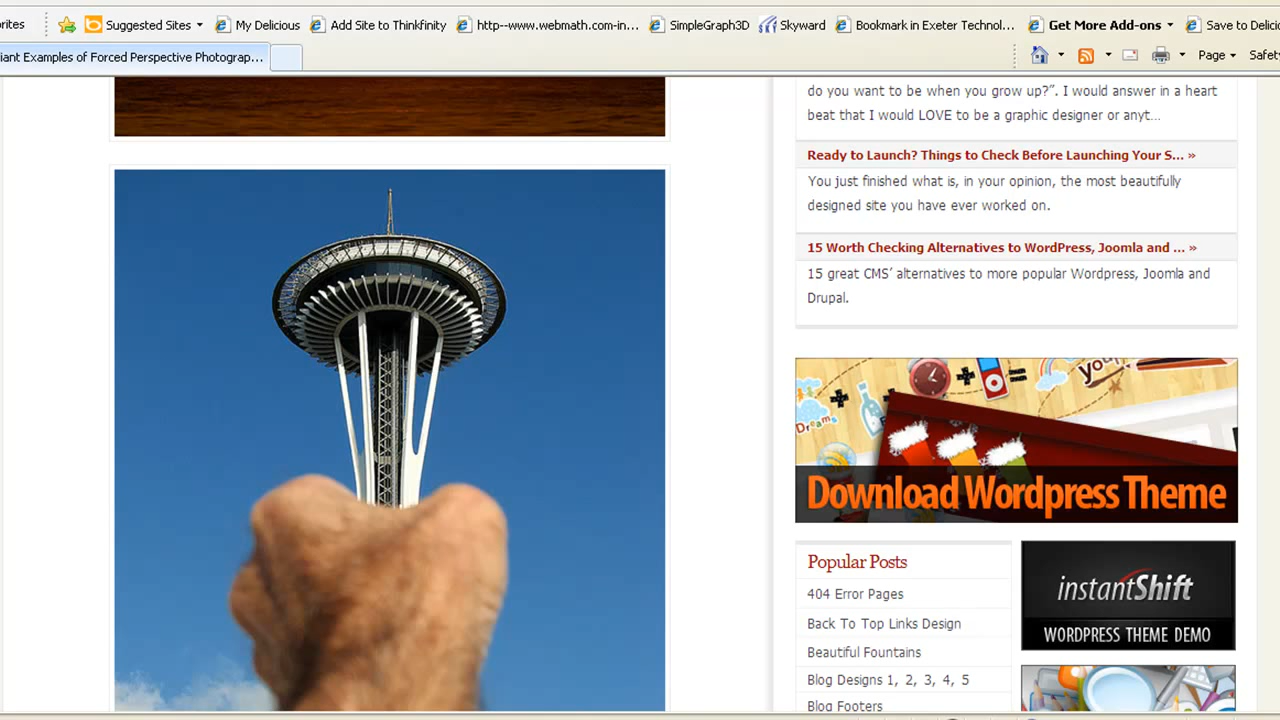 orites
Suggested Sites
My Delicious
Add Site to Thinkfinity
http--www.webmath.com-in...
SimpleGraph3D
Skyward
Bookmark in Exeter Technol...
Get More Add-ons
Save to Delicio
iant Examples of Forced Perspective Photograp...
Page
Safety
do you want to be when you grow up?”. I would answer in a heart
beat that I would LOVE to be a graphic designer or anyt...
Ready to Launch? Things to Check Before Launching Your S... »
You just finished what is, in your opinion, the most beautifully
designed site you have ever worked on.
15 Worth Checking Alternatives to WordPress, Joomla and ... »
15 great CMS’ alternatives to more popular Wordpress, Joomla and
Drupal.
you!
Dreams
Download Wordpress Theme
Popular Posts
404 Error Pages
Back To Top Links Design
Beautiful Fountains
Blog Designs 1, 2, 3, 4, 5
Blog Footers
instantShift
WORDPRESS THEME DEMO